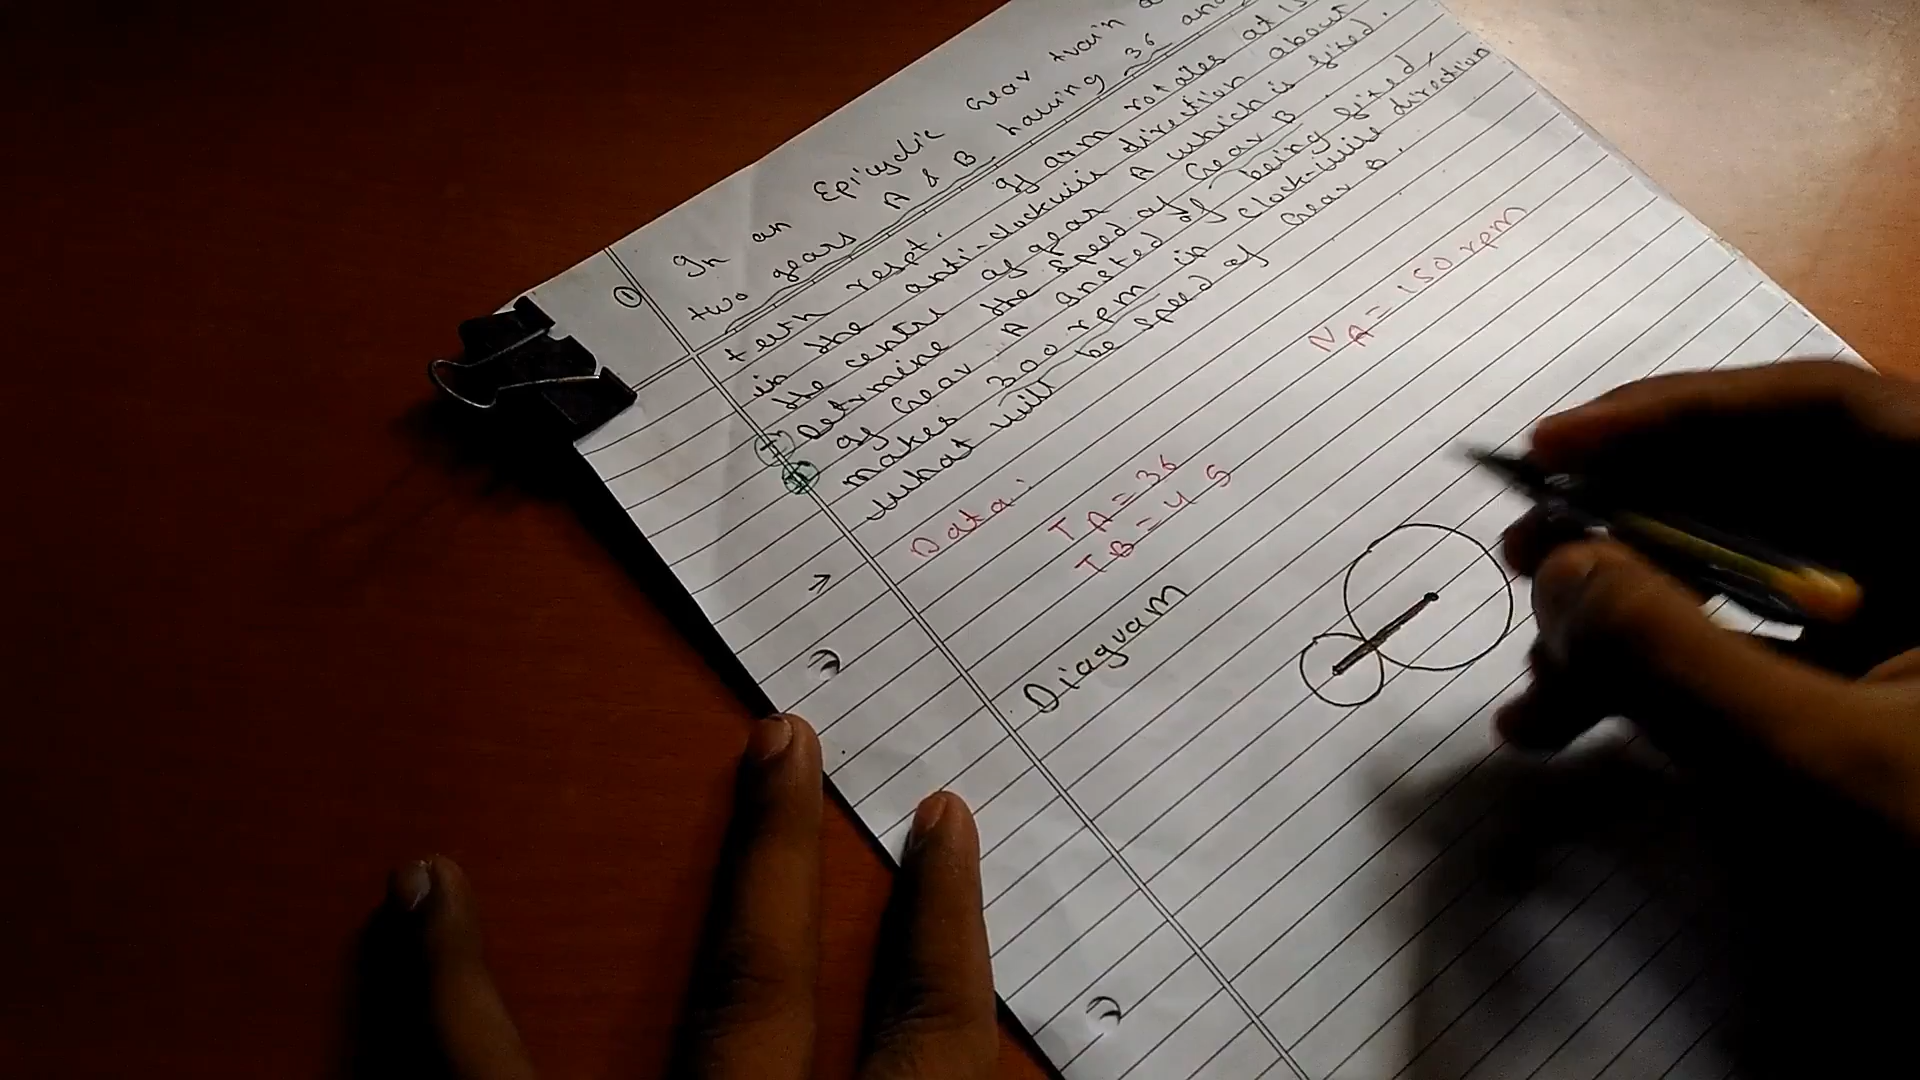 ① In an Epicyclic Gear train a
two gears A & B having 36 and
teeth respt. If arm rotates at 15
in the anti-clockwise direction about
the centre of gear A which is fixed.
I Determine the speed of Gear B
II of Gear A insted of being fixed,
makes 300 rpm in clock-wise direction
what will be speed of Gear B.
→ Data:
TA = 36
NA = 150 rpm
TB = 45
Diagram